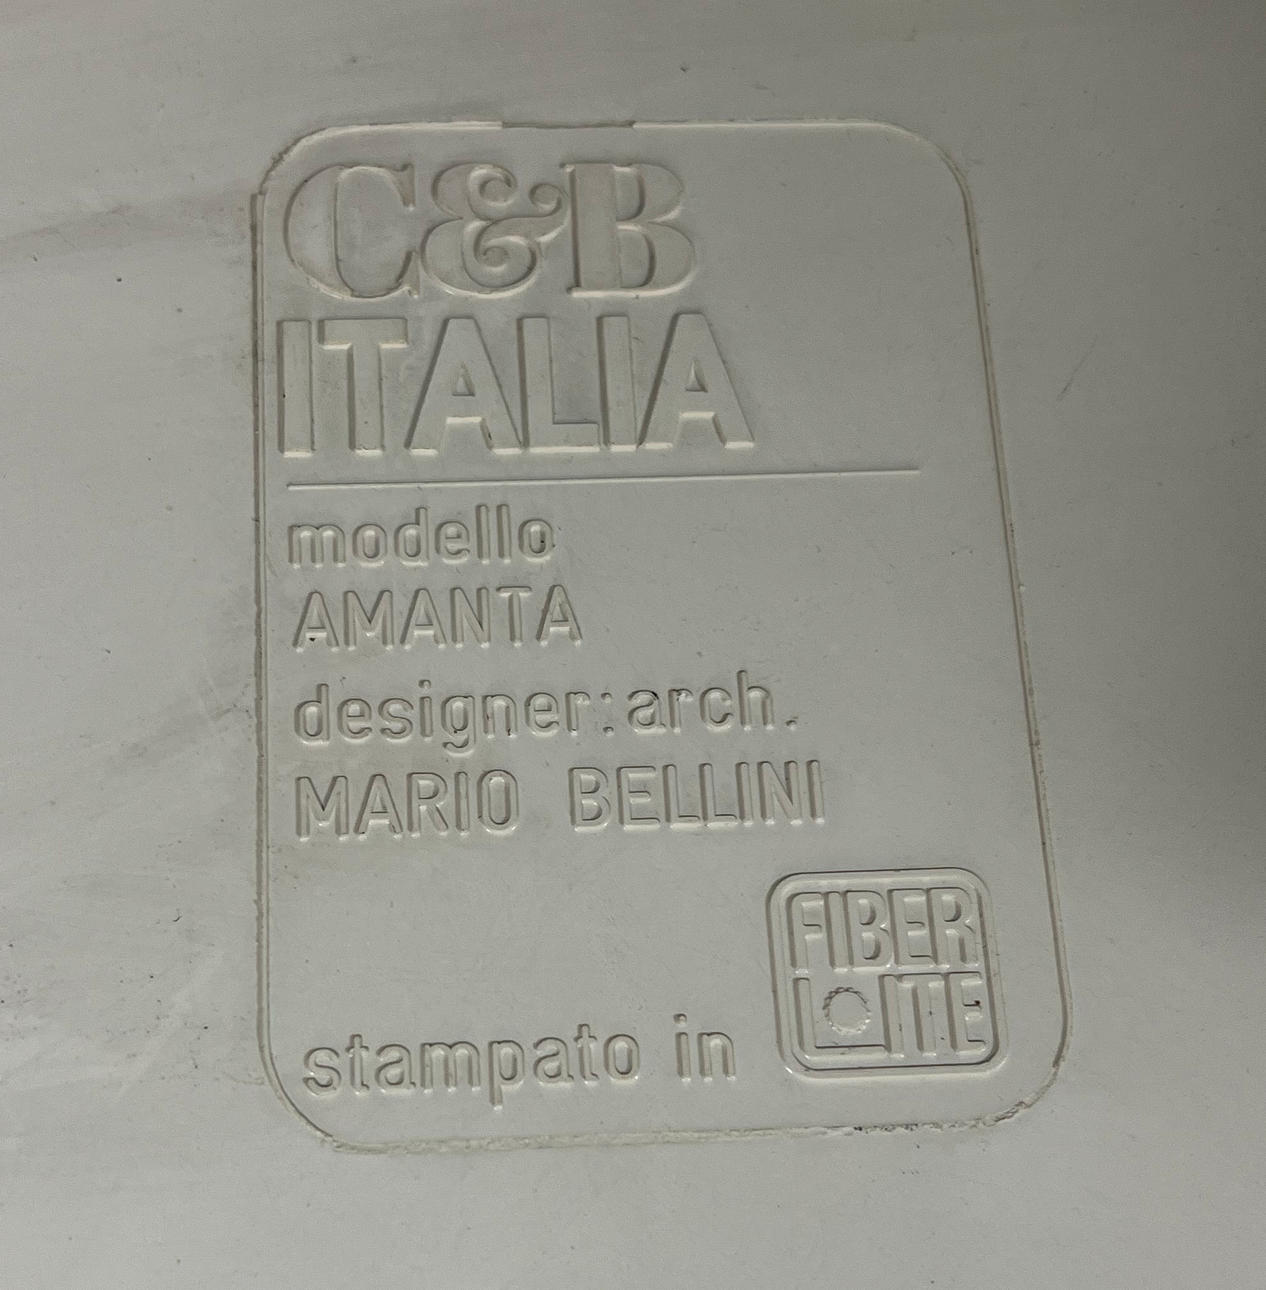 C&B
ITALIA
modello
AMANTA
designer: arch.
MARIO BELLINI
stampato in
FIBER
LITE